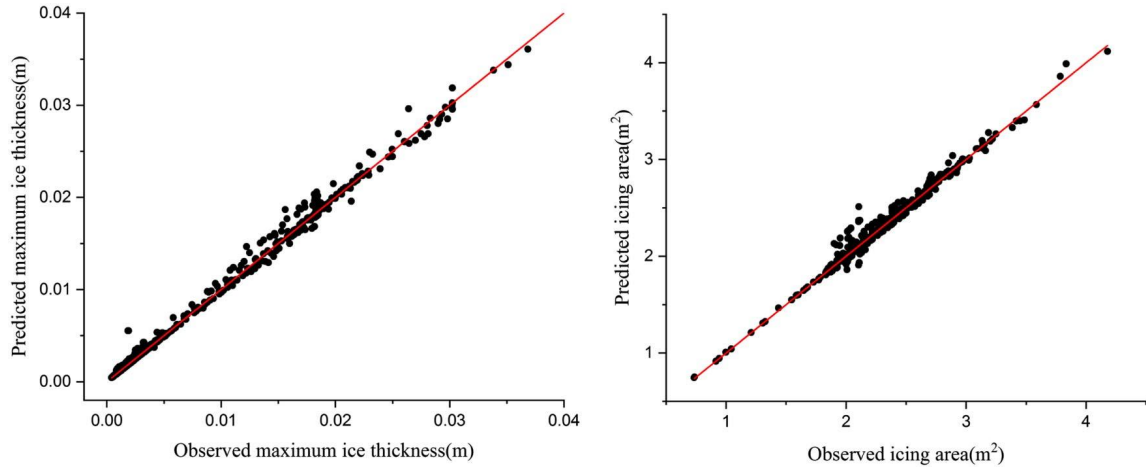 Predicted maximum ice thickness(m)
0.04
0.03
0.02
0.01
0.00
0.00 0.01 0.02 0.03 0.04
Observed maximum ice thickness(m)
Predicted icing area(m²)
4
3
2
1
1 2 3 4
Observed icing area(m²)